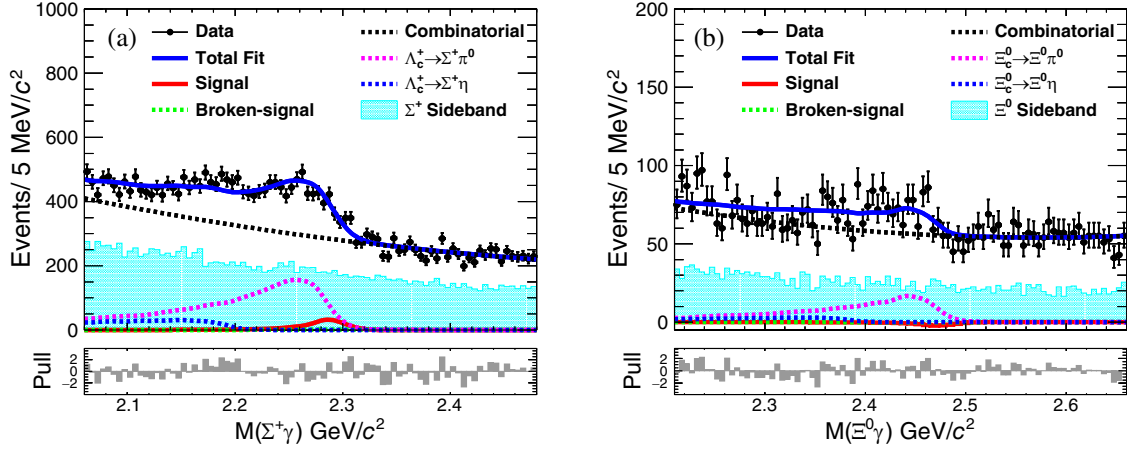 (a)
Data
Total Fit
Signal
Broken-signal
Combinatorial
Λc+→Σ+π0
Λc+→Σ+η
Σ+ Sideband
Events/ 5 MeV/c2
1000
800
600
400
200
0
Pull
2
0
−2
2.1
2.2
2.3
2.4
M(Σ+γ) GeV/c2
(b)
Data
Total Fit
Signal
Broken-signal
Combinatorial
Ξc0→Ξ0π0
Ξc0→Ξ0η
Ξ0 Sideband
Events/ 5 MeV/c2
200
150
100
50
0
Pull
2
0
−2
2.3
2.4
2.5
2.6
M(Ξ0γ) GeV/c2